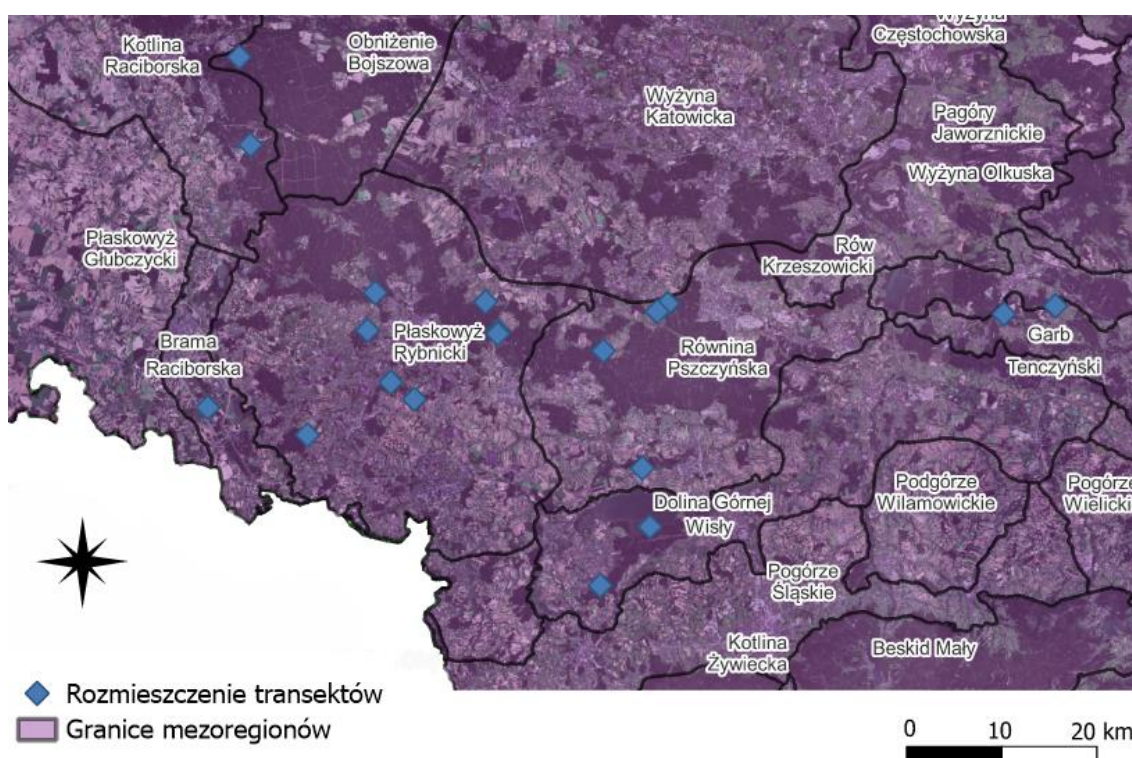 Wyżyna
Częstochowska
Kotlina
Raciborska
Obniżenie
Bojszowa
Wyżyna
Katowicka
Pagóry
Jaworznickie
Wyżyna Olkuska
Płaskowyż
Głubczycki
Rów
Krzeszowicki
Brama
Raciborska
Płaskowyż
Rybnicki
Równina
Pszczyńska
Garb
Tenczyński
Dolina Górnej
Wisły
Podgórze
Wilamowickie
Pogórze
Wielicki
Pogórze
Śląskie
Kotlina
Żywiecka
Beskid Mały
Rozmieszczenie transektów
Granice mezoregionów
0 10 20 km